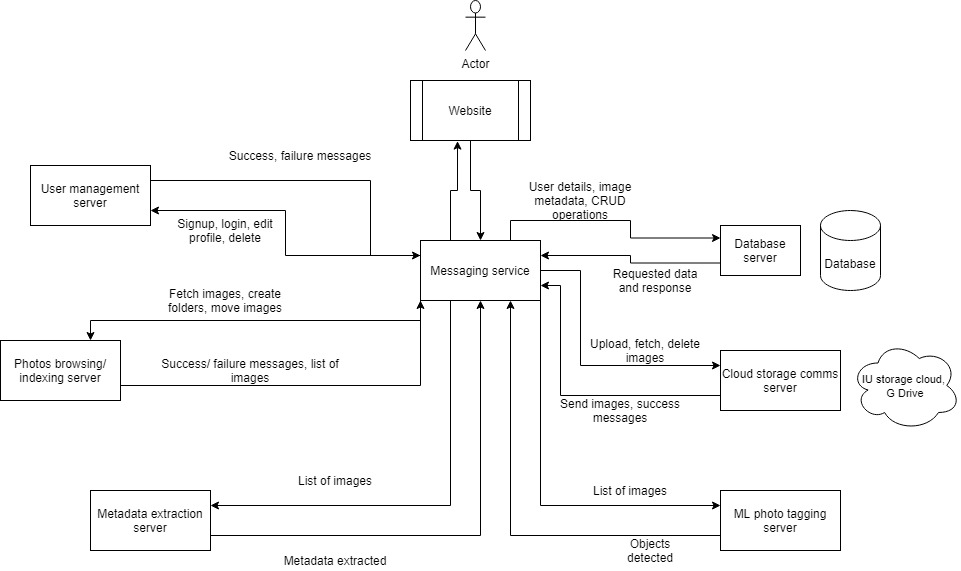 Actor
Website
Success, failure messages
User management
server
Signup, login, edit
profile, delete
User details, image
metadata, CRUD
operations
Database
server
Database
Messaging service
Requested data
and response
Fetch images, create
folders, move images
Photos browsing/
indexing server
Success/ failure messages, list of
images
Upload, fetch, delete
images
Cloud storage comms
server
IU storage cloud,
G Drive
Send images, success
messages
List of images
Metadata extraction
server
Metadata extracted
List of images
ML photo tagging
server
Objects
detected